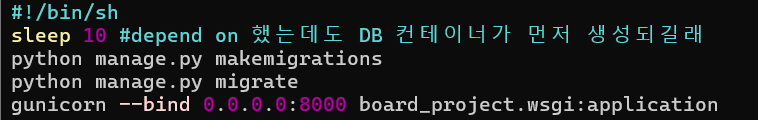 #!/bin/sh
sleep 10 #depend on 했는데도 DB 컨테이너가 먼저 생성되길래
python manage.py makemigrations
python manage.py migrate
gunicorn --bind 0.0.0.0:8000 board_project.wsgi:application